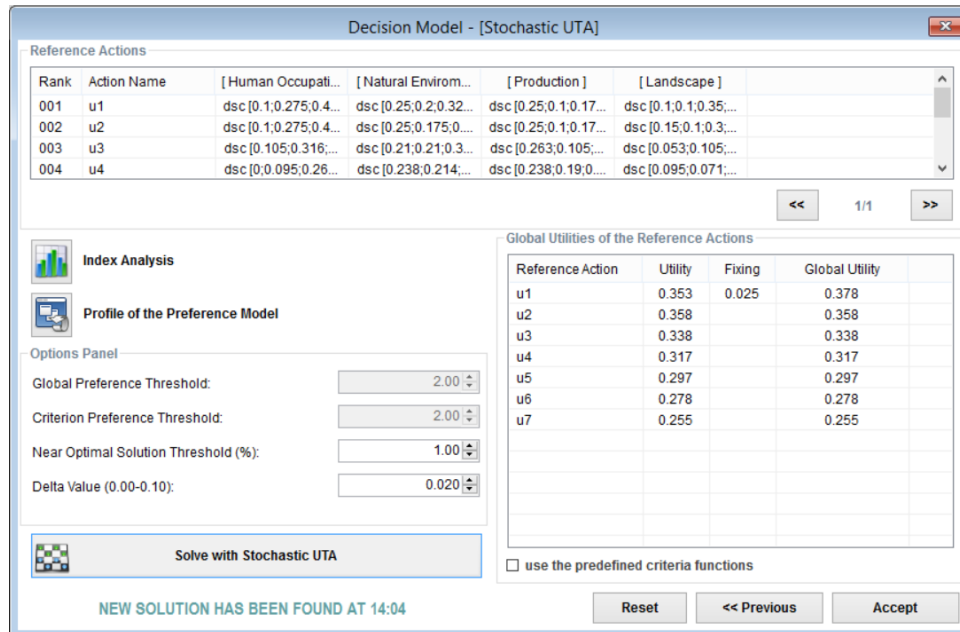 Decision Model - [Stochastic UTA]
Reference Actions
Rank Action Name [ Human Occupati... [ Natural Envirom... [ Production ] [ Landscape ]
001 u1 dsc [0.1;0.275;0.4... dsc [0.25;0.2;0.32... dsc [0.25;0.1;0.17... dsc [0.1;0.1;0.35;...
002 u2 dsc [0.1;0.275;0.4... dsc [0.25;0.175;0.... dsc [0.25;0.1;0.17... dsc [0.15;0.1;0.3;...
003 u3 dsc [0.105;0.316;... dsc [0.21;0.21;0.3... dsc [0.263;0.105;... dsc [0.053;0.105;...
004 u4 dsc [0;0.095;0.26... dsc [0.238;0.214;... dsc [0.238;0.19;0.... dsc [0.095;0.071;...
<< 1/1 >>
Index Analysis
Profile of the Preference Model
Options Panel
Global Preference Threshold: 2.00
Criterion Preference Threshold: 2.00
Near Optimal Solution Threshold (%): 1.00
Delta Value (0.00-0.10): 0.020
Solve with Stochastic UTA
NEW SOLUTION HAS BEEN FOUND AT 14:04
Global Utilities of the Reference Actions
Reference Action Utility Fixing Global Utility
u1 0.353 0.025 0.378
u2 0.358 0.358
u3 0.338 0.338
u4 0.317 0.317
u5 0.297 0.297
u6 0.278 0.278
u7 0.255 0.255
use the predefined criteria functions
Reset << Previous Accept